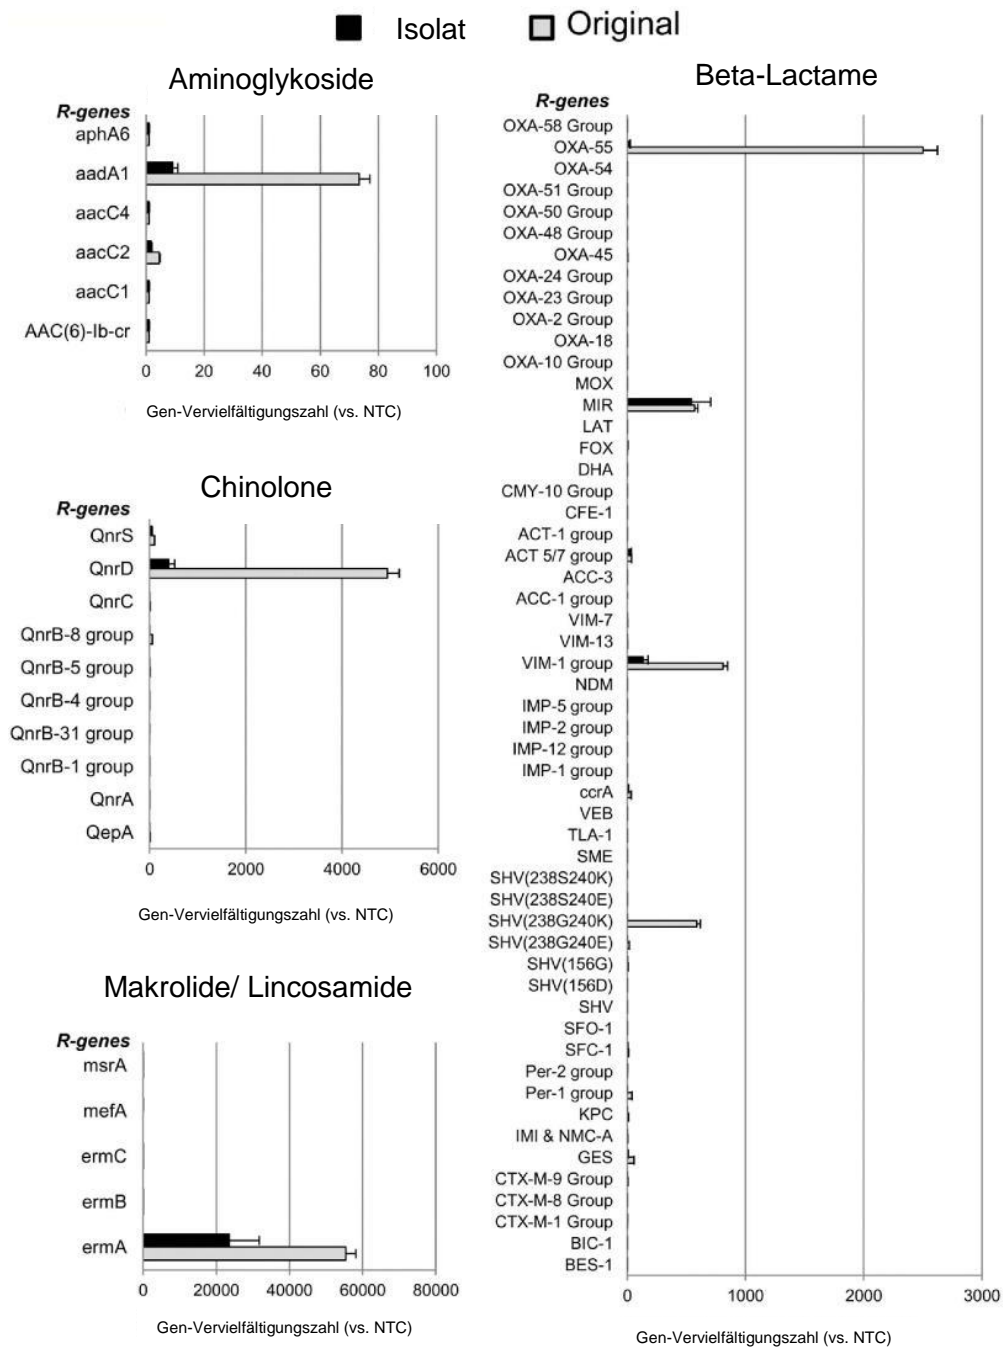 Isolat
Original
Aminoglykoside
R-genes
aphA6
aadA1
aacC4
aacC2
aacC1
AAC(6)-Ib-cr
0 20 40 60 80 100
Gen-Vervielfältigungszahl (vs. NTC)
Chinolone
R-genes
QnrS
QnrD
QnrC
QnrB-8 group
QnrB-5 group
QnrB-4 group
QnrB-31 group
QnrB-1 group
QnrA
QepA
0 2000 4000 6000
Gen-Vervielfältigungszahl (vs. NTC)
Makrolide/ Lincosamide
R-genes
msrA
mefA
ermC
ermB
ermA
0 20000 40000 60000 80000
Gen-Vervielfältigungszahl (vs. NTC)
Beta-Lactame
R-genes
OXA-58 Group
OXA-55
OXA-54
OXA-51 Group
OXA-50 Group
OXA-48 Group
OXA-45
OXA-24 Group
OXA-23 Group
OXA-2 Group
OXA-18
OXA-10 Group
MOX
MIR
LAT
FOX
DHA
CMY-10 Group
CFE-1
ACT-1 group
ACT 5/7 group
ACC-3
ACC-1 group
VIM-7
VIM-13
VIM-1 group
NDM
IMP-5 group
IMP-2 group
IMP-12 group
IMP-1 group
ccrA
VEB
TLA-1
SME
SHV(238S240K)
SHV(238S240E)
SHV(238G240K)
SHV(238G240E)
SHV(156G)
SHV(156D)
SHV
SFO-1
SFC-1
Per-2 group
Per-1 group
KPC
IMI & NMC-A
GES
CTX-M-9 Group
CTX-M-8 Group
CTX-M-1 Group
BIC-1
BES-1
0 1000 2000 3000
Gen-Vervielfältigungszahl (vs. NTC)